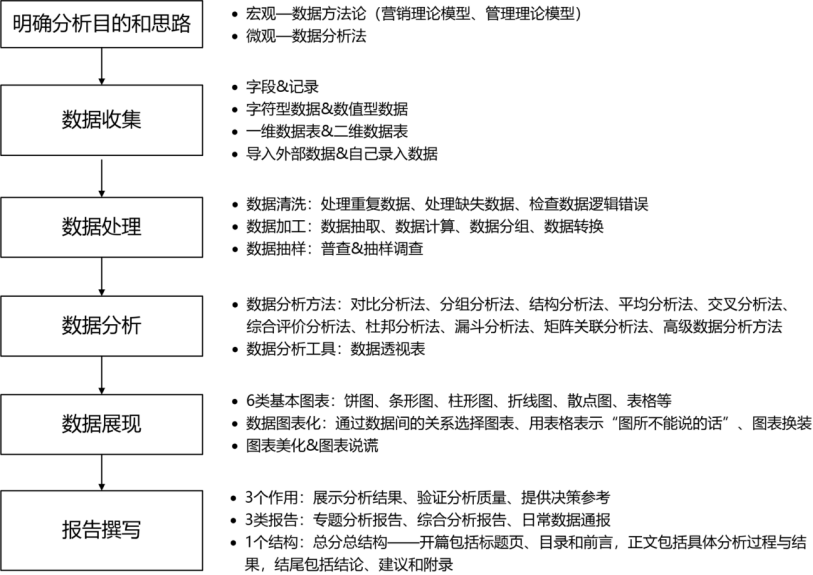 明确分析目的和思路
• 宏观—数据方法论（营销理论模型、管理理论模型）
• 微观—数据分析法
数据收集
• 字段&记录
• 字符型数据&数值型数据
• 一维数据表&二维数据表
• 导入外部数据&自己录入数据
数据处理
• 数据清洗：处理重复数据、处理缺失数据、检查数据逻辑错误
• 数据加工：数据抽取、数据计算、数据分组、数据转换
• 数据抽样：普查&抽样调查
数据分析
• 数据分析方法：对比分析法、分组分析法、结构分析法、平均分析法、交叉分析法、
综合评价分析法、杜邦分析法、漏斗分析法、矩阵关联分析法、高级数据分析方法
• 数据分析工具：数据透视表
数据展现
• 6类基本图表：饼图、条形图、柱形图、折线图、散点图、表格等
• 数据图表化：通过数据间的关系选择图表、用表格表示“图所不能说的话”、图表换装
• 图表美化&图表说谎
报告撰写
• 3个作用：展示分析结果、验证分析质量、提供决策参考
• 3类报告：专题分析报告、综合分析报告、日常数据通报
• 1个结构：总分总结构——开篇包括标题页、目录和前言，正文包括具体分析过程与结
果，结尾包括结论、建议和附录